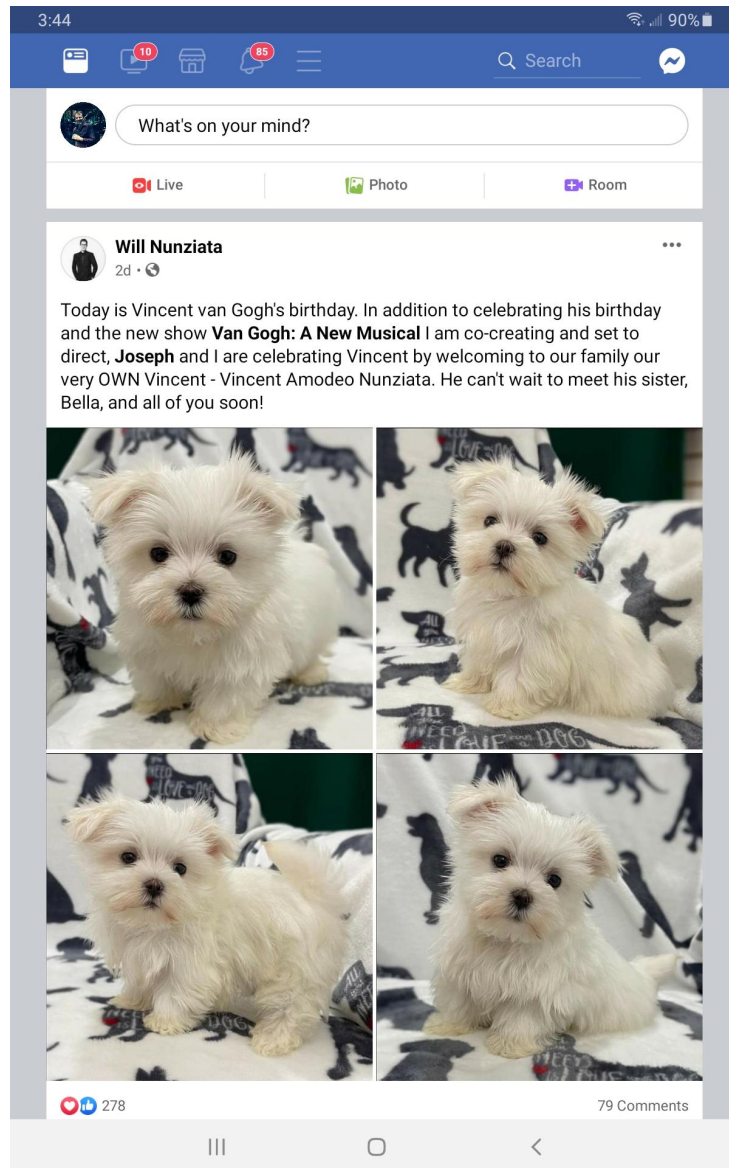 3:44
90%
10
85
Search
What's on your mind?
Live
Photo
Room
Will Nunziata
2d
Today is Vincent van Gogh's birthday. In addition to celebrating his birthday
and the new show Van Gogh: A New Musical I am co-creating and set to
direct, Joseph and I are celebrating Vincent by welcoming to our family our
very OWN Vincent - Vincent Amodeo Nunziata. He can't wait to meet his sister,
Bella, and all of you soon!
ALL
NEED
LOVE
DOG
278
79 Comments